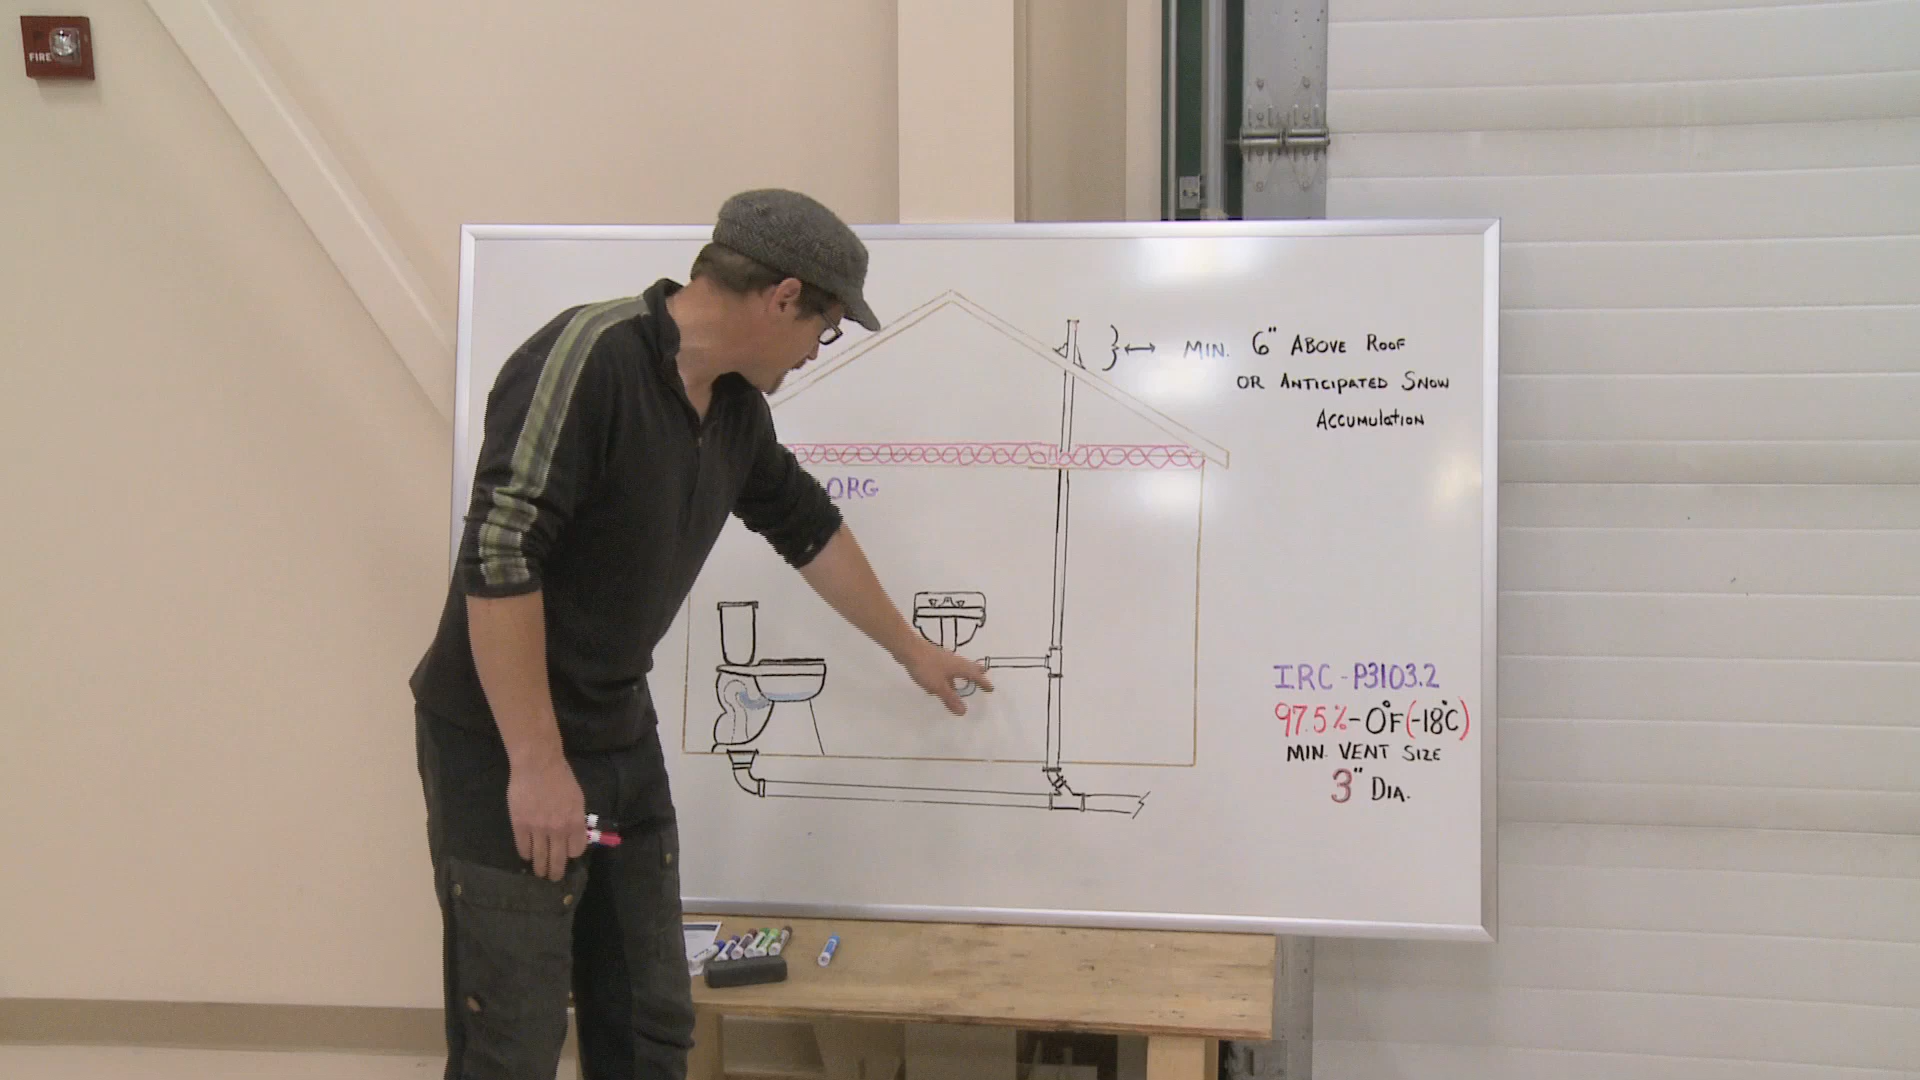 FIRE
MIN. 6" ABOVE ROOF
OR ANTICIPATED SNOW
ACCUMULATION
ORG
IRC-P3103.2
97.5%-0°F(-18°C)
MIN. VENT SIZE
3" DIA.